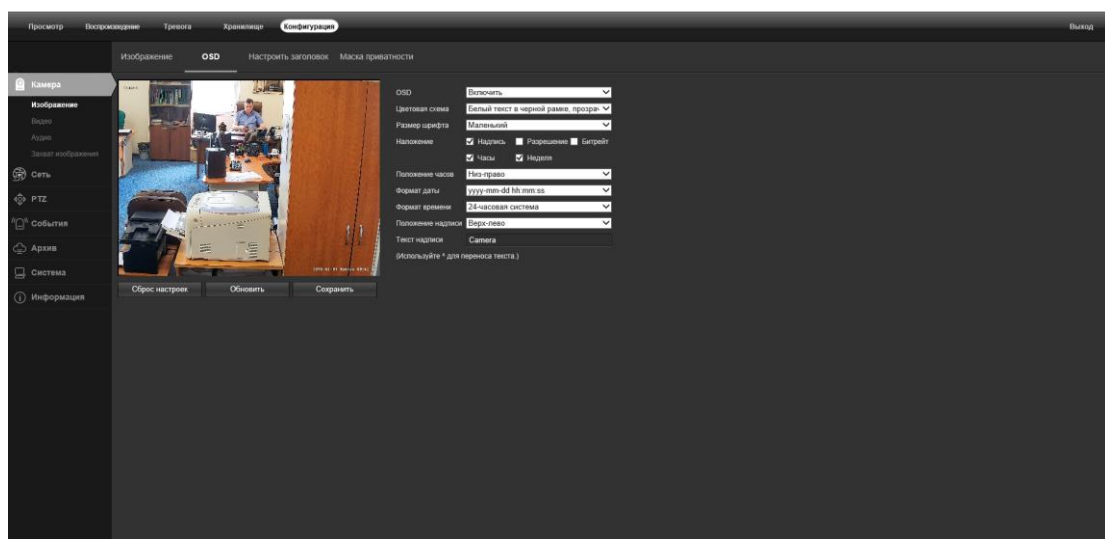 Просмотр Воспроизведение Тревога Хранилище Конфигурация Выход
Изображение OSD Настроить заголовок Маска приватности
Камера
Изображение
Видео
Аудио
Захват изображения
Сеть
PTZ
События
Архив
Система
Информация
OSD Включить
Цветовая схема Белый текст в черной рамке, прозрач
Размер шрифта Маленький
Наложение Надпись Разрешение Битрейт
Часы Неделя
Положение часов Низ-право
Формат даты yyyy-mm-dd hh:mm:ss
Формат времени 24-часовая система
Положение надписи Верх-лево
Текст надписи Camera
(Используйте * для переноса текста.)
Сброс настроек Обновить Сохранить